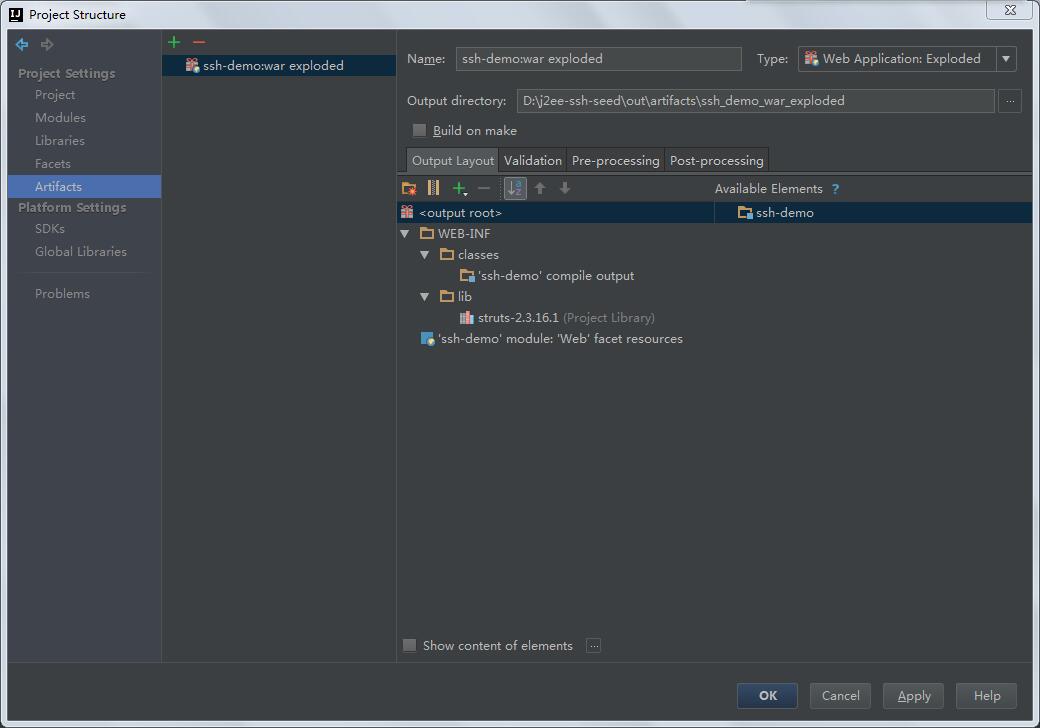 Project Structure
Project Settings
Project
Modules
Libraries
Facets
Artifacts
Platform Settings
SDKs
Global Libraries
Problems
ssh-demo:war exploded
Name: ssh-demo:war exploded Type: Web Application: Exploded
Output directory: D:\j2ee-ssh-seed\out\artifacts\ssh_demo_war_exploded ...
Build on make
Output Layout Validation Pre-processing Post-processing
Available Elements ?
<output root> ssh-demo
WEB-INF
classes
'ssh-demo' compile output
lib
struts-2.3.16.1 (Project Library)
'ssh-demo' module: 'Web' facet resources
Show content of elements ...
OK Cancel Apply Help